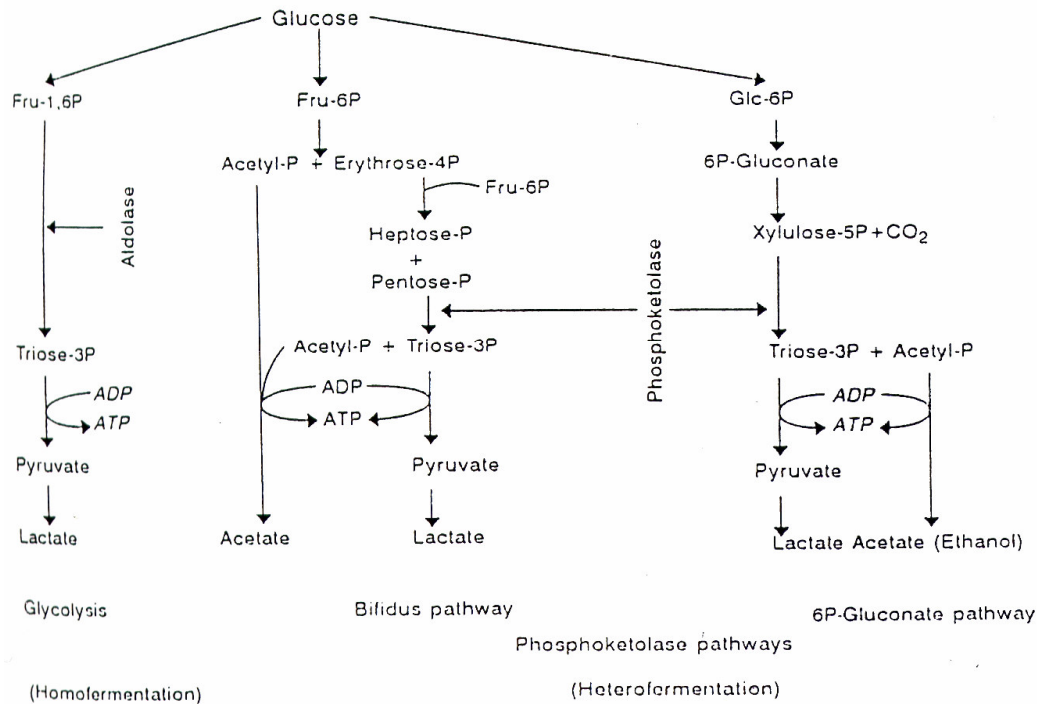 Glucose
Fru-1,6P Fru-6P Glc-6P
Acetyl-P + Erythrose-4P 6P-Gluconate
Fru-6P
Aldolase
Heptose-P Xylulose-5P+CO₂
+
Pentose-P
Phosphoketolase
Triose-3P Acetyl-P + Triose-3P Triose-3P + Acetyl-P
ADP ADP ADP
ATP ATP ATP
Pyruvate Pyruvate Pyruvate
Lactate Acetate Lactate Lactate Acetate (Ethanol)
Glycolysis Bifidus pathway 6P-Gluconate pathway
Phosphoketolase pathways
(Homofermentation) (Heterofermentation)